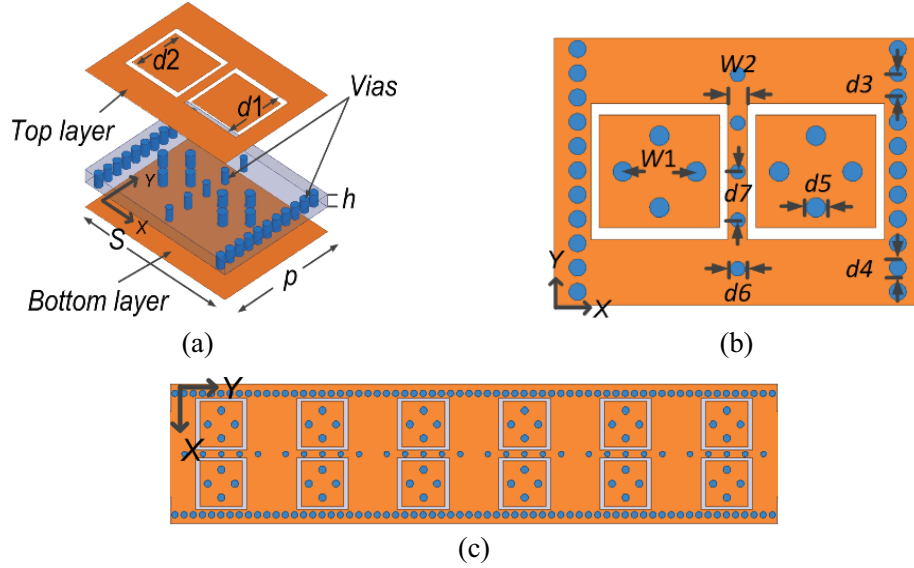 d2
d1
Vias
Top layer
Y
X
h
S
p
Bottom layer
(a)
W2
d3
W1
d7
d5
d4
d6
Y
X
(b)
Y
X
(c)